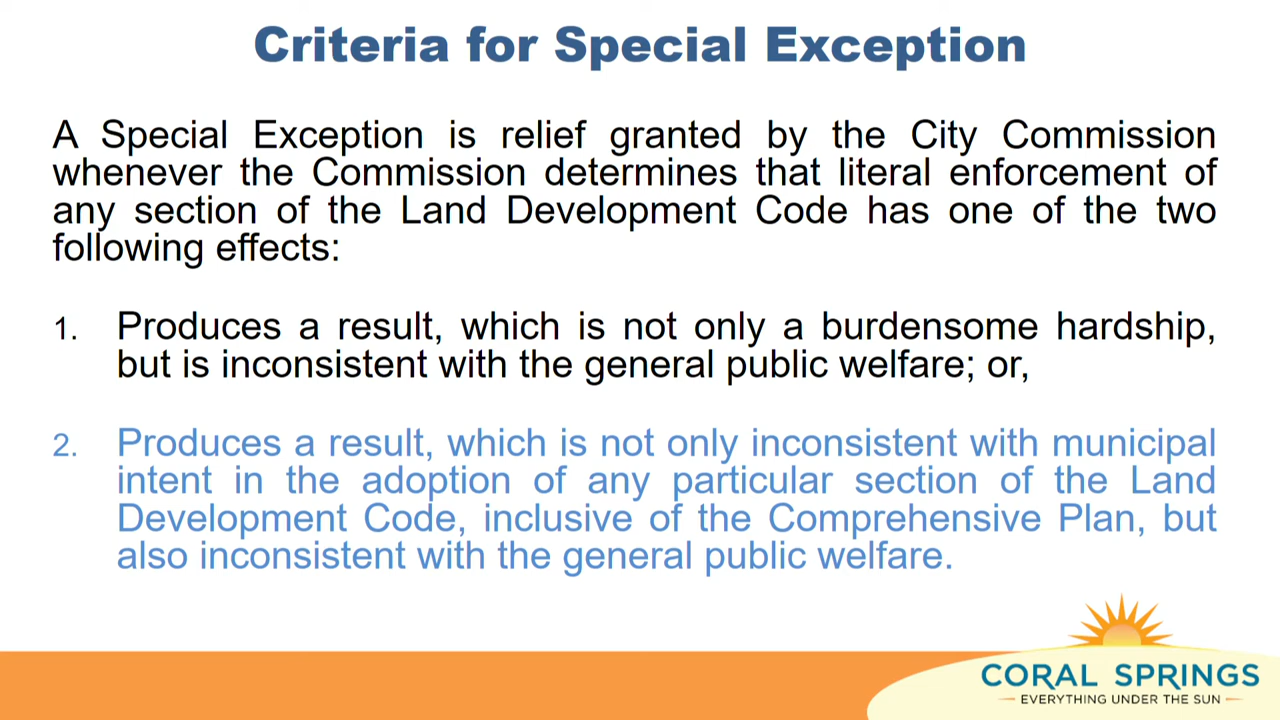 Criteria for Special Exception
A Special Exception is relief granted by the City Commission
whenever the Commission determines that literal enforcement of
any section of the Land Development Code has one of the two
following effects:
1. Produces a result, which is not only a burdensome hardship,
but is inconsistent with the general public welfare; or,
2. Produces a result, which is not only inconsistent with municipal
intent in the adoption of any particular section of the Land
Development Code, inclusive of the Comprehensive Plan, but
also inconsistent with the general public welfare.
CORAL SPRINGS
EVERYTHING UNDER THE SUN